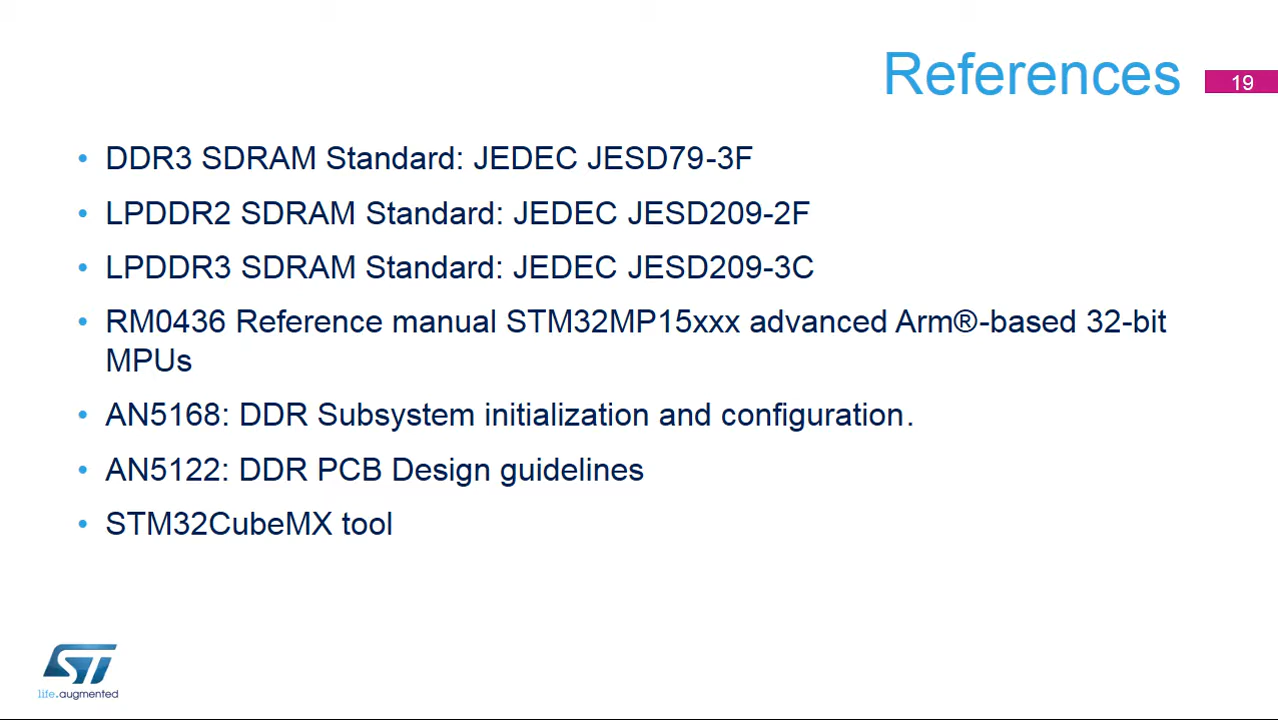 References
19
• DDR3 SDRAM Standard: JEDEC JESD79-3F
• LPDDR2 SDRAM Standard: JEDEC JESD209-2F
• LPDDR3 SDRAM Standard: JEDEC JESD209-3C
• RM0436 Reference manual STM32MP15xxx advanced Arm®-based 32-bit
MPUs
• AN5168: DDR Subsystem initialization and configuration.
• AN5122: DDR PCB Design guidelines
• STM32CubeMX tool
ST
life.augmented